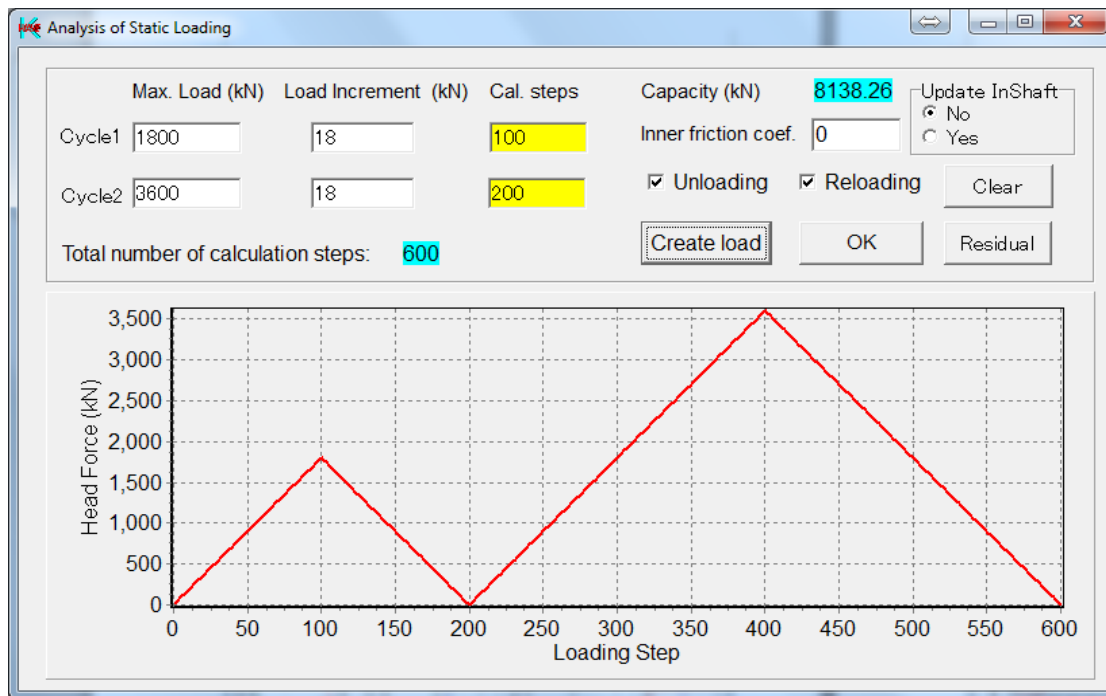 Analysis of Static Loading
Max. Load (kN) Load Increment (kN) Cal. steps Capacity (kN) 8138.26 Update InShaft
No
Cycle1 1800 18 100 Inner friction coef. 0 Yes
Cycle2 3600 18 200 Unloading Reloading Clear
Total number of calculation steps: 600 Create load OK Residual
3,500
3,000
2,500
2,000
1,500
1,000
500
0
Head Force (kN)
0 50 100 150 200 250 300 350 400 450 500 550 600
Loading Step